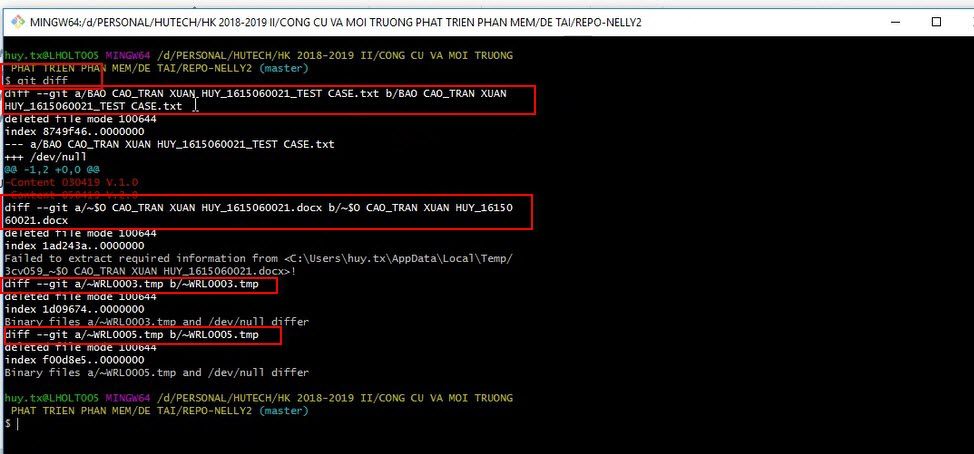 MINGW64:/d/PERSONAL/HUTECH/HK 2018-2019 II/CONG CU VA MOI TRUONG PHAT TRIEN PHAN MEM/DE TAI/REPO-NELLY2
huy.tx@LHOLT005 MINGW64 /d/PERSONAL/HUTECH/HK 2018-2019 II/CONG CU VA MOI TRUONG
PHAT TRIEN PHAN MEM/DE TAI/REPO-NELLY2 (master)
$ git diff
diff --git a/BAO CAO_TRAN XUAN HUY_1615060021_TEST CASE.txt b/BAO CAO_TRAN XUAN
HUY_1615060021_TEST CASE.txt
deleted file mode 100644
index 8749f46..0000000
--- a/BAO CAO_TRAN XUAN HUY_1615060021_TEST CASE.txt
+++ /dev/null
@@ -1,2 +0,0 @@
-Content 030419 V.1.0
-Content 050419 V.2.0
diff --git a/~$O CAO_TRAN XUAN HUY_1615060021.docx b/~$O CAO_TRAN XUAN HUY_16150
60021.docx
deleted file mode 100644
index 1ad243a..0000000
Failed to extract required information from <C:\Users\huy.tx\AppData\Local\Temp/
3cvO59_~$O CAO_TRAN XUAN HUY_1615060021.docx>!
diff --git a/~WRL0003.tmp b/~WRL0003.tmp
deleted file mode 100644
index 1d09674..0000000
Binary files a/~WRL0003.tmp and /dev/null differ
diff --git a/~WRL0005.tmp b/~WRL0005.tmp
deleted file mode 100644
index f00d8e5..0000000
Binary files a/~WRL0005.tmp and /dev/null differ
huy.tx@LHOLT005 MINGW64 /d/PERSONAL/HUTECH/HK 2018-2019 II/CONG CU VA MOI TRUONG
PHAT TRIEN PHAN MEM/DE TAI/REPO-NELLY2 (master)
$